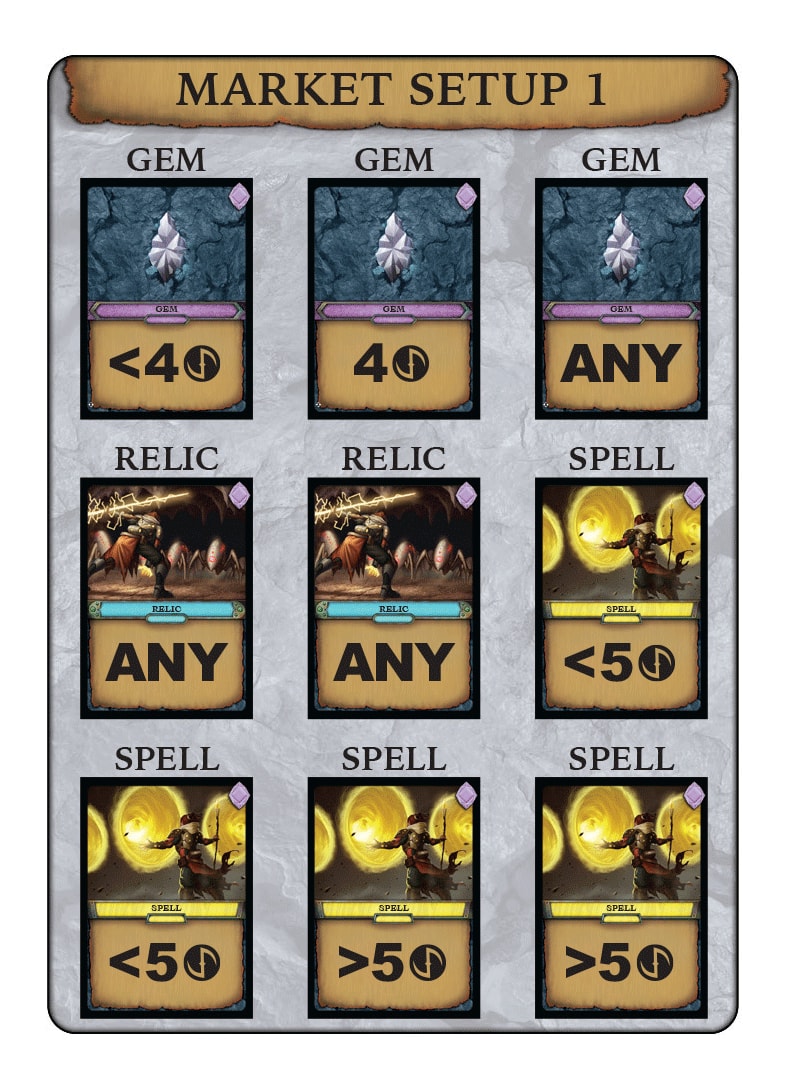 MARKET SETUP 1
GEM GEM GEM
GEM GEM GEM
<4 4 ANY
RELIC RELIC SPELL
RELIC RELIC SPELL
ANY ANY <5
SPELL SPELL SPELL
SPELL SPELL SPELL
<5 >5 >5